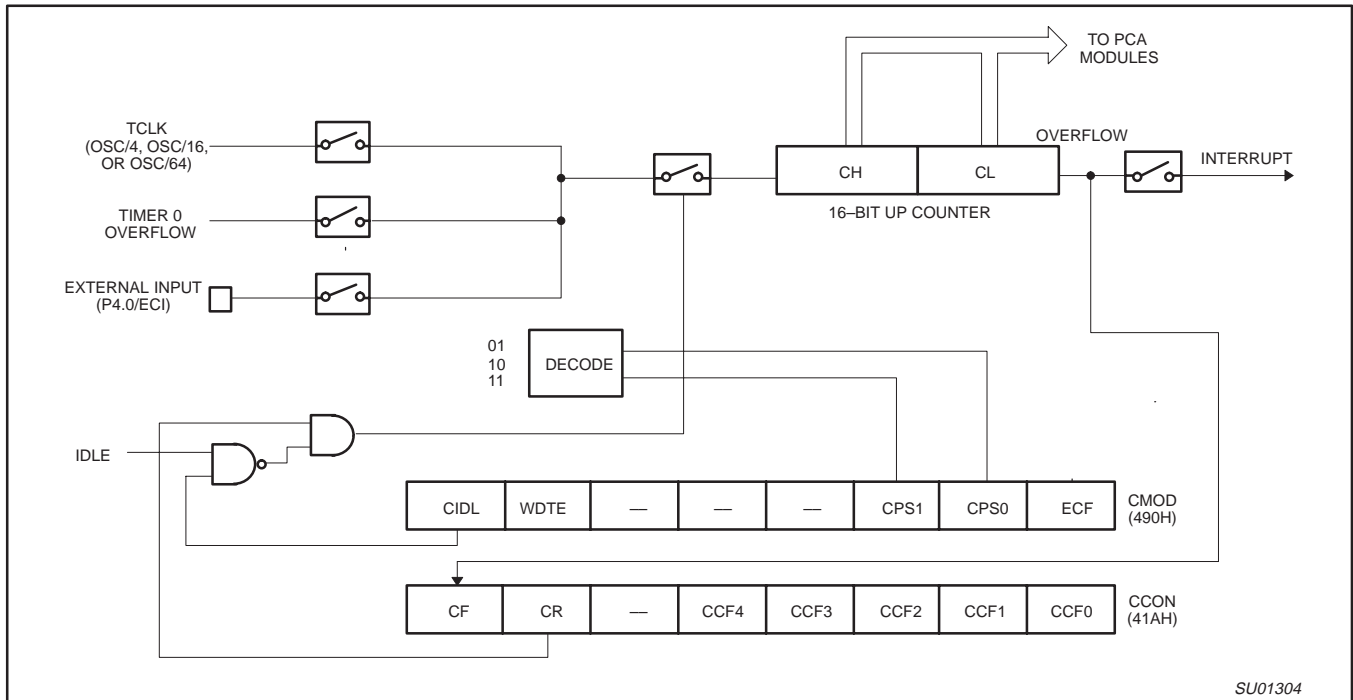 TO PCA
MODULES
TCLK
(OSC/4, OSC/16,
OR OSC/64)
OVERFLOW
INTERRUPT
CH
CL
16–BIT UP COUNTER
TIMER 0
OVERFLOW
EXTERNAL INPUT
(P4.0/ECI)
01
10
11
DECODE
IDLE
CIDL WDTE — — — CPS1 CPS0 ECF
CMOD
(490H)
CF CR — CCF4 CCF3 CCF2 CCF1 CCF0
CCON
(41AH)
SU01304